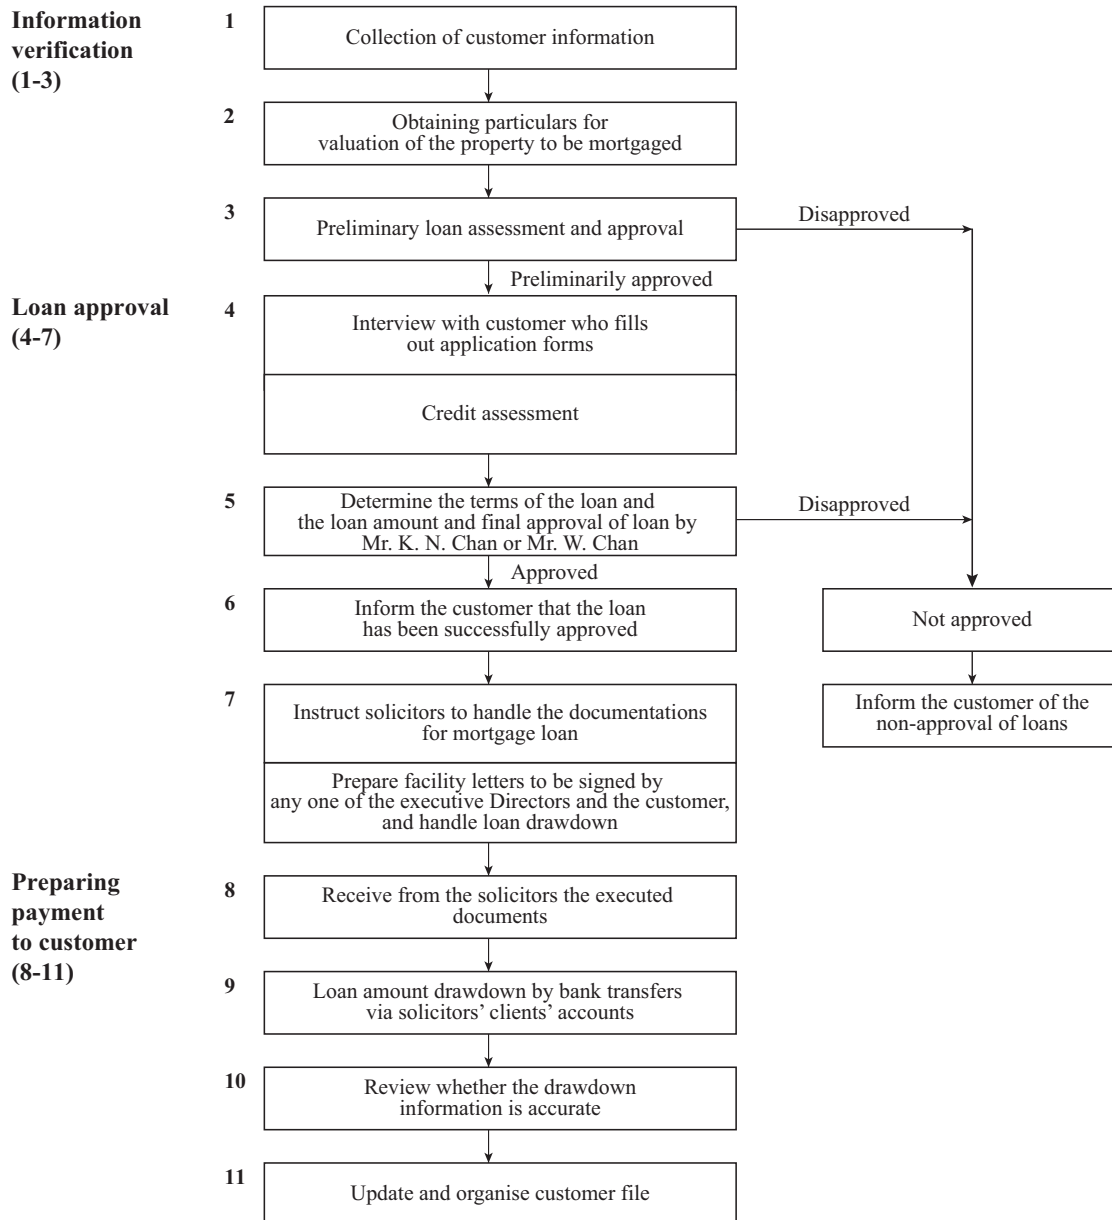 Information
verification
(1-3)
1
Collection of customer information
2
Obtaining particulars for
valuation of the property to be mortgaged
3
Preliminary loan assessment and approval
Disapproved
Preliminarily approved
Loan approval
(4-7)
4
Interview with customer who fills
out application forms
Credit assessment
5
Determine the terms of the loan and
the loan amount and final approval of loan by
Mr. K. N. Chan or Mr. W. Chan
Disapproved
Approved
6
Inform the customer that the loan
has been successfully approved
Not approved
7
Instruct solicitors to handle the documentations
for mortgage loan
Inform the customer of the
non-approval of loans
Prepare facility letters to be signed by
any one of the executive Directors and the customer,
and handle loan drawdown
Preparing
payment
to customer
(8-11)
8
Receive from the solicitors the executed
documents
9
Loan amount drawdown by bank transfers
via solicitors' clients' accounts
10
Review whether the drawdown
information is accurate
11
Update and organise customer file